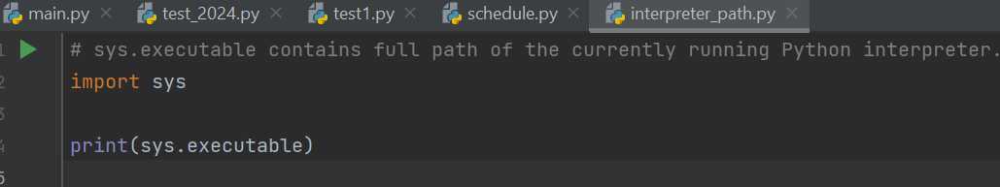 main.py test_2024.py test1.py schedule.py interpreter_path.py
1 # sys.executable contains full path of the currently running Python interpreter.
2 import sys
3
4 print(sys.executable)
5